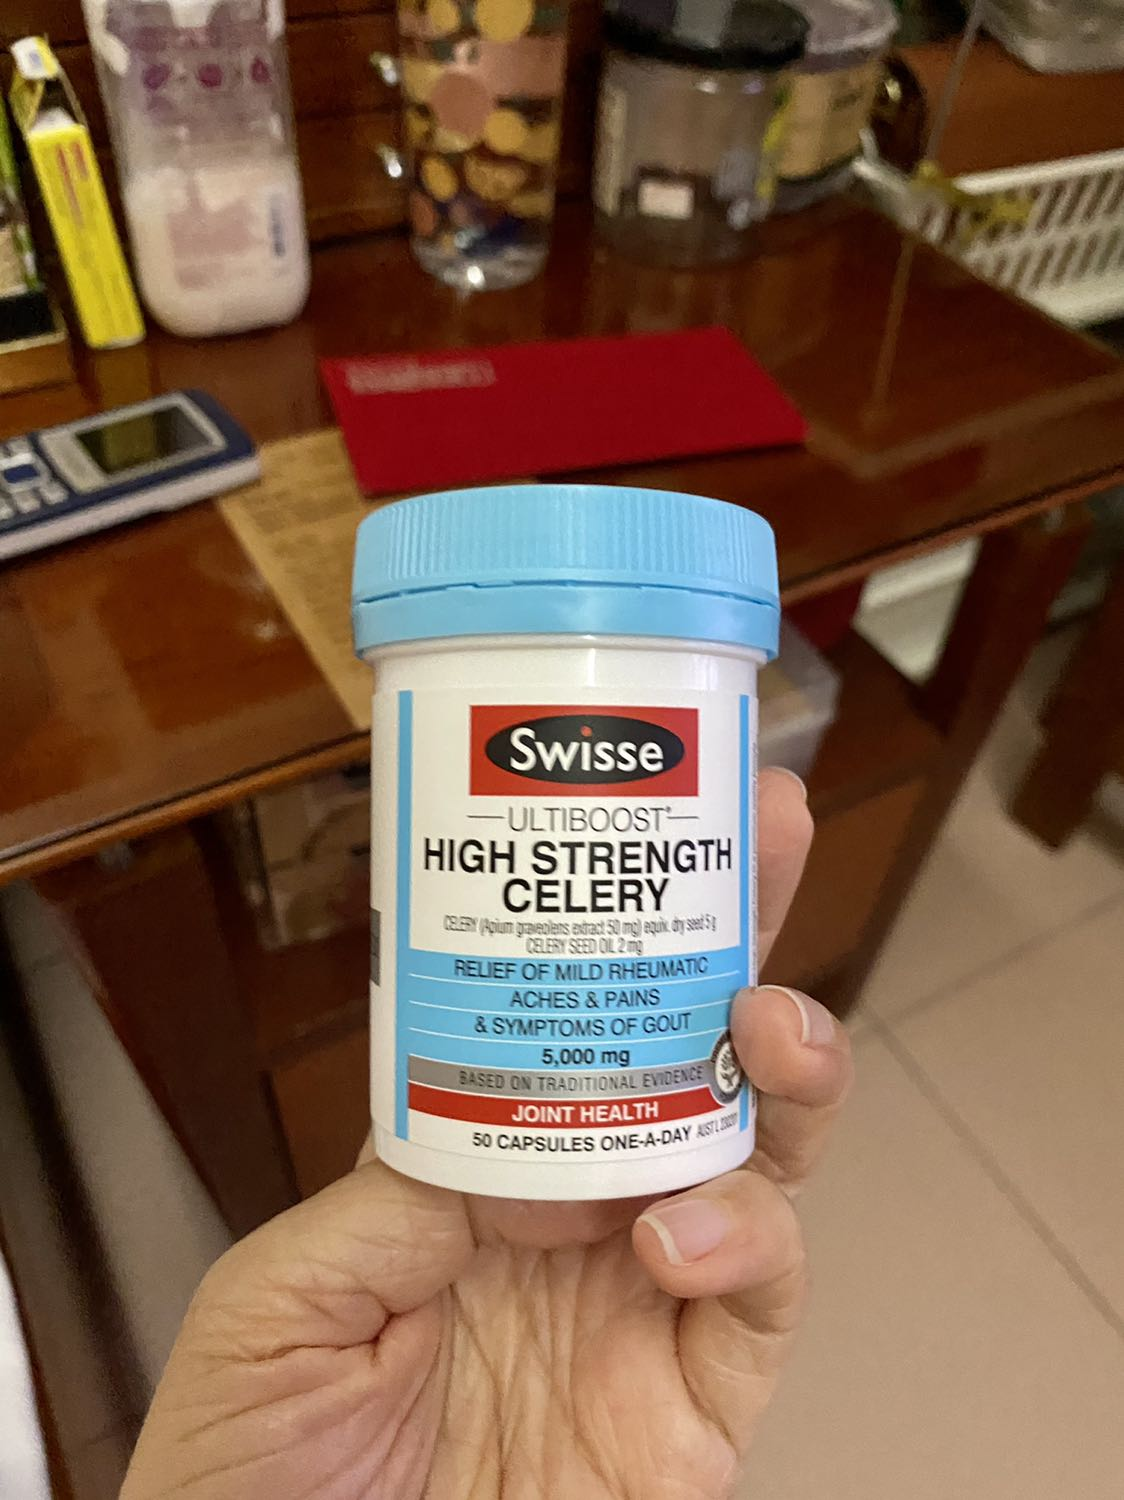 Swisse
ULTIBOOST®
HIGH STRENGTH
CELERY
CELERY (Apium graveolens extract 50 mg) equiv. dry seed 5 g
CELERY SEED OIL 2 mg
RELIEF OF MILD RHEUMATIC
ACHES & PAINS
& SYMPTOMS OF GOUT
5,000 mg
BASED ON TRADITIONAL EVIDENCE
JOINT HEALTH
50 CAPSULES ONE-A-DAY AUST L